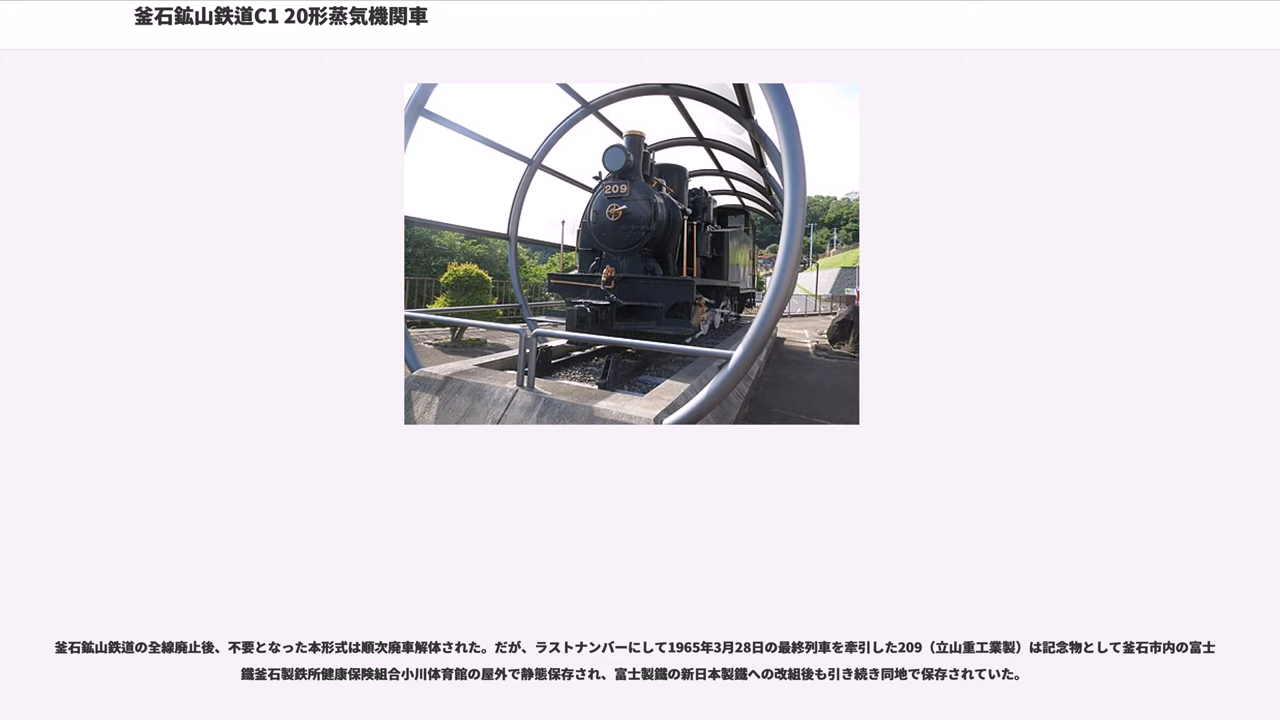 釜石鉱山鉄道C1 20形蒸気機関車
209
釜石鉱山鉄道の全線廃止後、不要となった本形式は順次廃車解体された。だが、ラストナンバーにして1965年3月28日の最終列車を牽引した209（立山重工業製）は記念物として釜石市内の富士
鐵釜石製鉄所健康保険組合小川体育館の屋外で静態保存され、富士製鐵の新日本製鐵への改組後も引き続き同地で保存されていた。